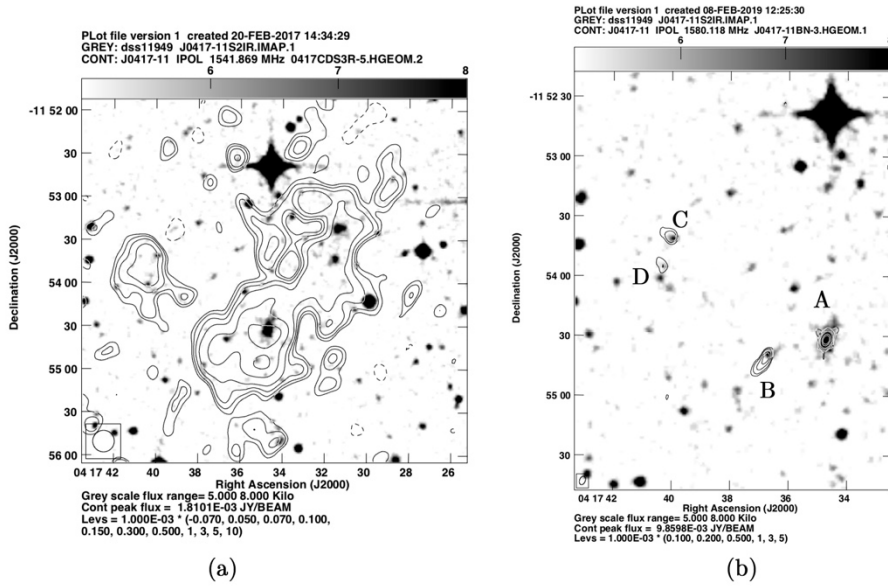 PLot file version 1 created 20-FEB-2017 14:34:29
GREY: dss11949 J0417-11S2IR.IMAP.1
CONT: J0417-11 IPOL 1541.869 MHz 0417CDS3R-5.HGEOM.2
6 7 8
-11 52 00
30
53 00
30
54 00
30
55 00
30
56 00
Declination (J2000)
04 17 42 40 38 36 34 32 30 28 26
Right Ascension (J2000)
Grey scale flux range= 5.000 8.000 Kilo
Cont peak flux = 1.8101E-03 JY/BEAM
Levs = 1.000E-03 * (-0.070, 0.050, 0.070, 0.100,
0.150, 0.300, 0.500, 1, 3, 5, 10)
(a)
PLot file version 1 created 08-FEB-2019 12:25:30
GREY: dss11949 J0417-11S2IR.IMAP.1
CONT: J0417-11 IPOL 1580.118 MHz J0417-11BN-3.HGEOM.1
6 7
-11 52 30
53 00
30
54 00
30
55 00
30
Declination (J2000)
C
D
A
B
04 17 42 40 38 36 34
Right Ascension (J2000)
Grey scale flux range= 5.000 8.000 Kilo
Cont peak flux = 9.8598E-03 JY/BEAM
Levs = 1.000E-03 * (0.100, 0.200, 0.500, 1, 3, 5)
(b)